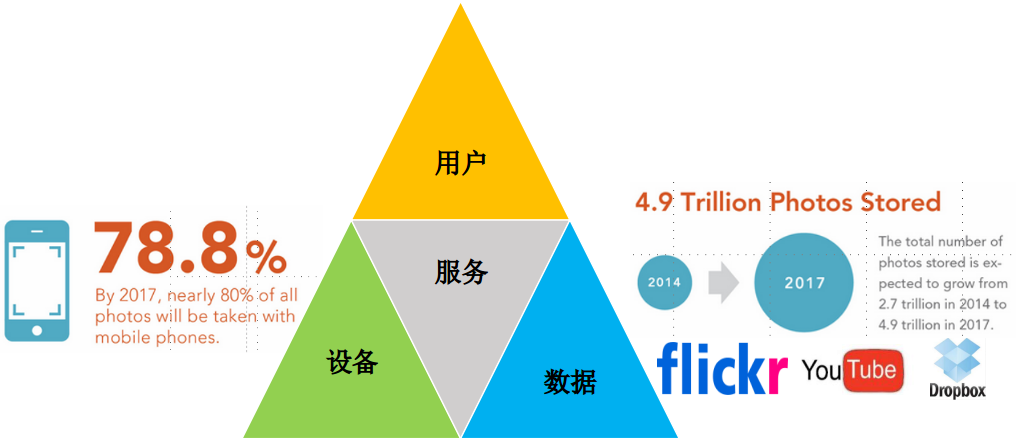 用户
78.8%
By 2017, nearly 80% of all
photos will be taken with
mobile phones.
服务
设备
数据
4.9 Trillion Photos Stored
2014
2017
The total number of
photos stored is ex-
pected to grow from
2.7 trillion in 2014 to
4.9 trillion in 2017.
flickr
YouTube
Dropbox